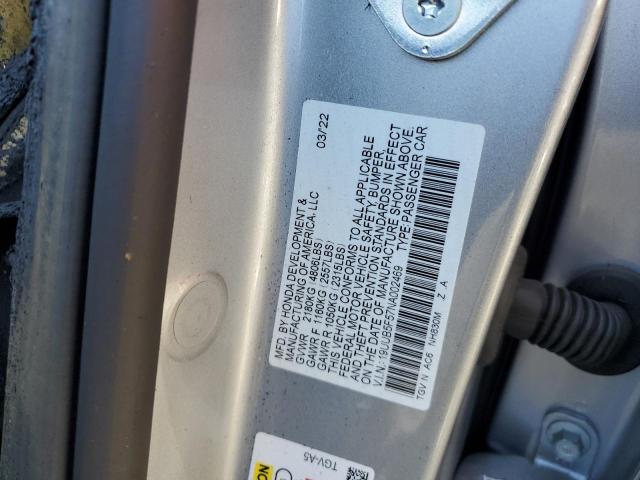 MFD. BY HONDA DEVELOPMENT &
MANUFACTURING OF AMERICA, LLC 03/22
GVWR 2180KG (4806LBS)
GAWR F 1160KG (2557LBS)
GAWR R 1050KG (2315LBS)
THIS VEHICLE CONFORMS TO ALL APPLICABLE
FEDERAL MOTOR VEHICLE SAFETY, BUMPER,
AND THEFT PREVENTION STANDARDS IN EFFECT
ON THE DATE OF MANUFACTURE SHOWN ABOVE.
V.I.N.: 19UUB5F57NA002469 TYPE:PASSENGER CAR
TGV N AC6 NH830M Z A
TGV-A5